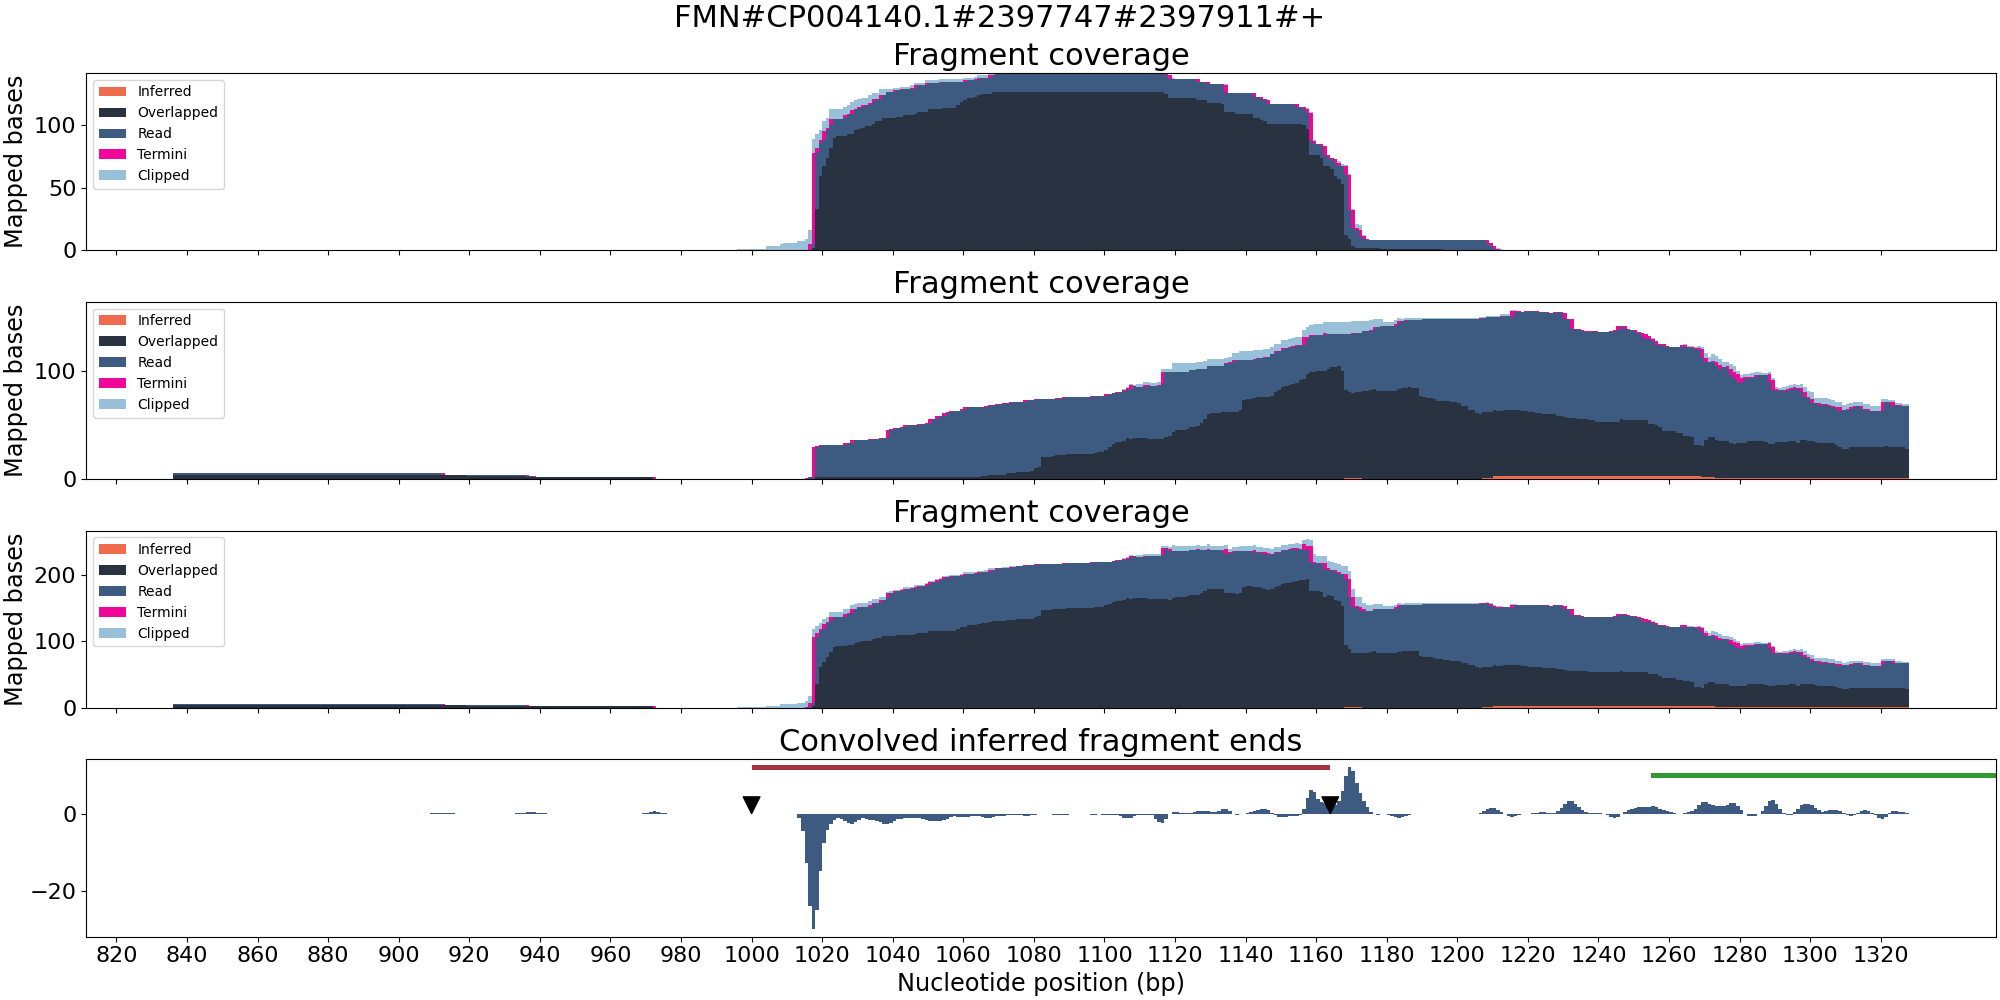 FMN#CP004140.1#2397747#2397911#+
Fragment coverage
Mapped bases
100
50
0
Inferred
Overlapped
Read
Termini
Clipped
Fragment coverage
Mapped bases
100
0
Inferred
Overlapped
Read
Termini
Clipped
Fragment coverage
Mapped bases
200
100
0
Inferred
Overlapped
Read
Termini
Clipped
Convolved inferred fragment ends
0
−20
820 840 860 880 900 920 940 960 980 1000 1020 1040 1060 1080 1100 1120 1140 1160 1180 1200 1220 1240 1260 1280 1300 1320
Nucleotide position (bp)